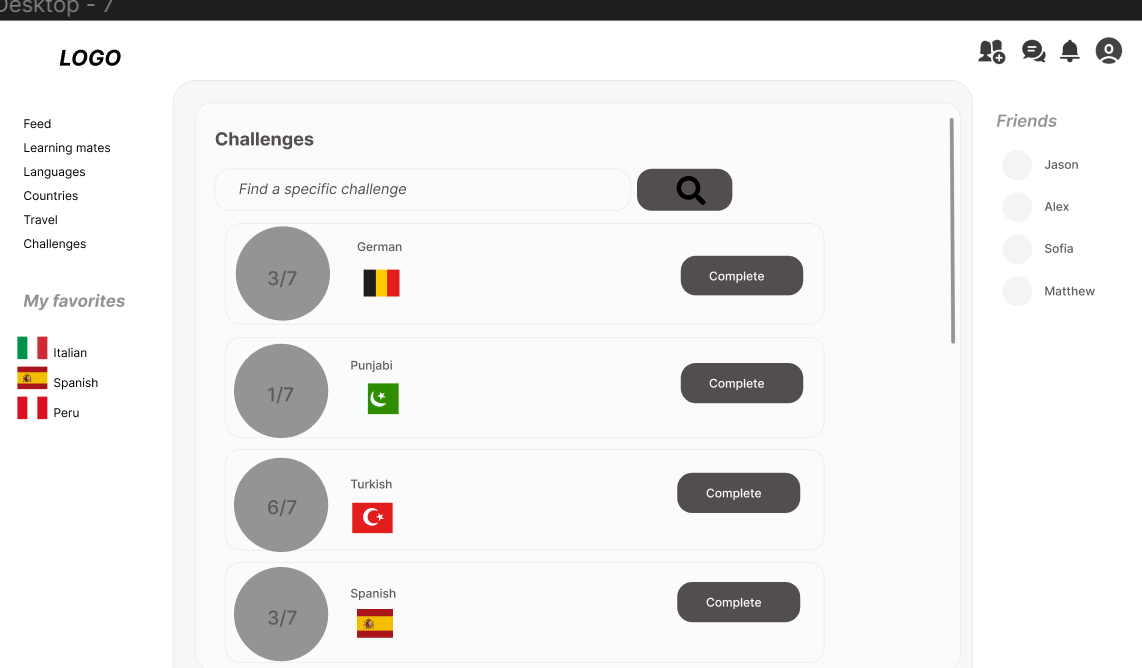 Desktop - 7
LOGO
Feed
Learning mates
Languages
Countries
Travel
Challenges
My favorites
Italian
Spanish
Peru
Challenges
Find a specific challenge
3/7
German
Complete
1/7
Punjabi
Complete
6/7
Turkish
Complete
3/7
Spanish
Complete
Friends
Jason
Alex
Sofia
Matthew